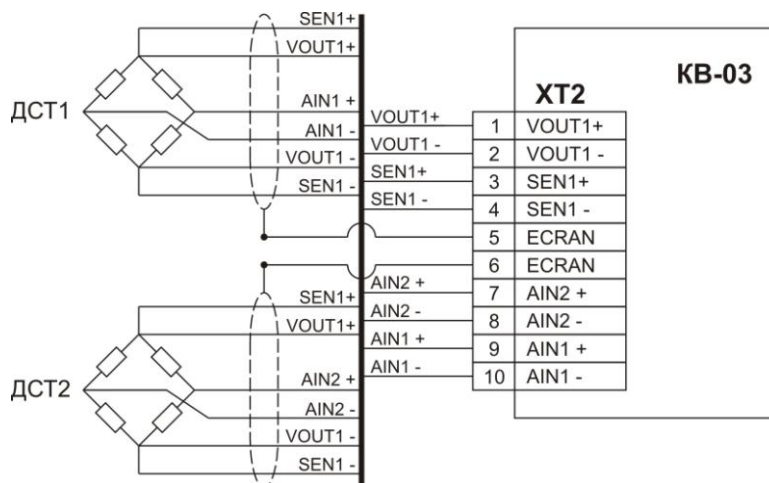 SEN1+
VOUT1+
ДСТ1
AIN1 +
AIN1 -
VOUT1 -
SEN1 -
SEN1+
VOUT1+
ДСТ2
AIN2 +
AIN2 -
VOUT1 -
SEN1 -
VOUT1+
VOUT1 -
SEN1+
SEN1 -
AIN2 +
AIN2 -
AIN1 +
AIN1 -
КВ-03
XT2
1 VOUT1+
2 VOUT1 -
3 SEN1+
4 SEN1 -
5 ECRAN
6 ECRAN
7 AIN2 +
8 AIN2 -
9 AIN1 +
10 AIN1 -